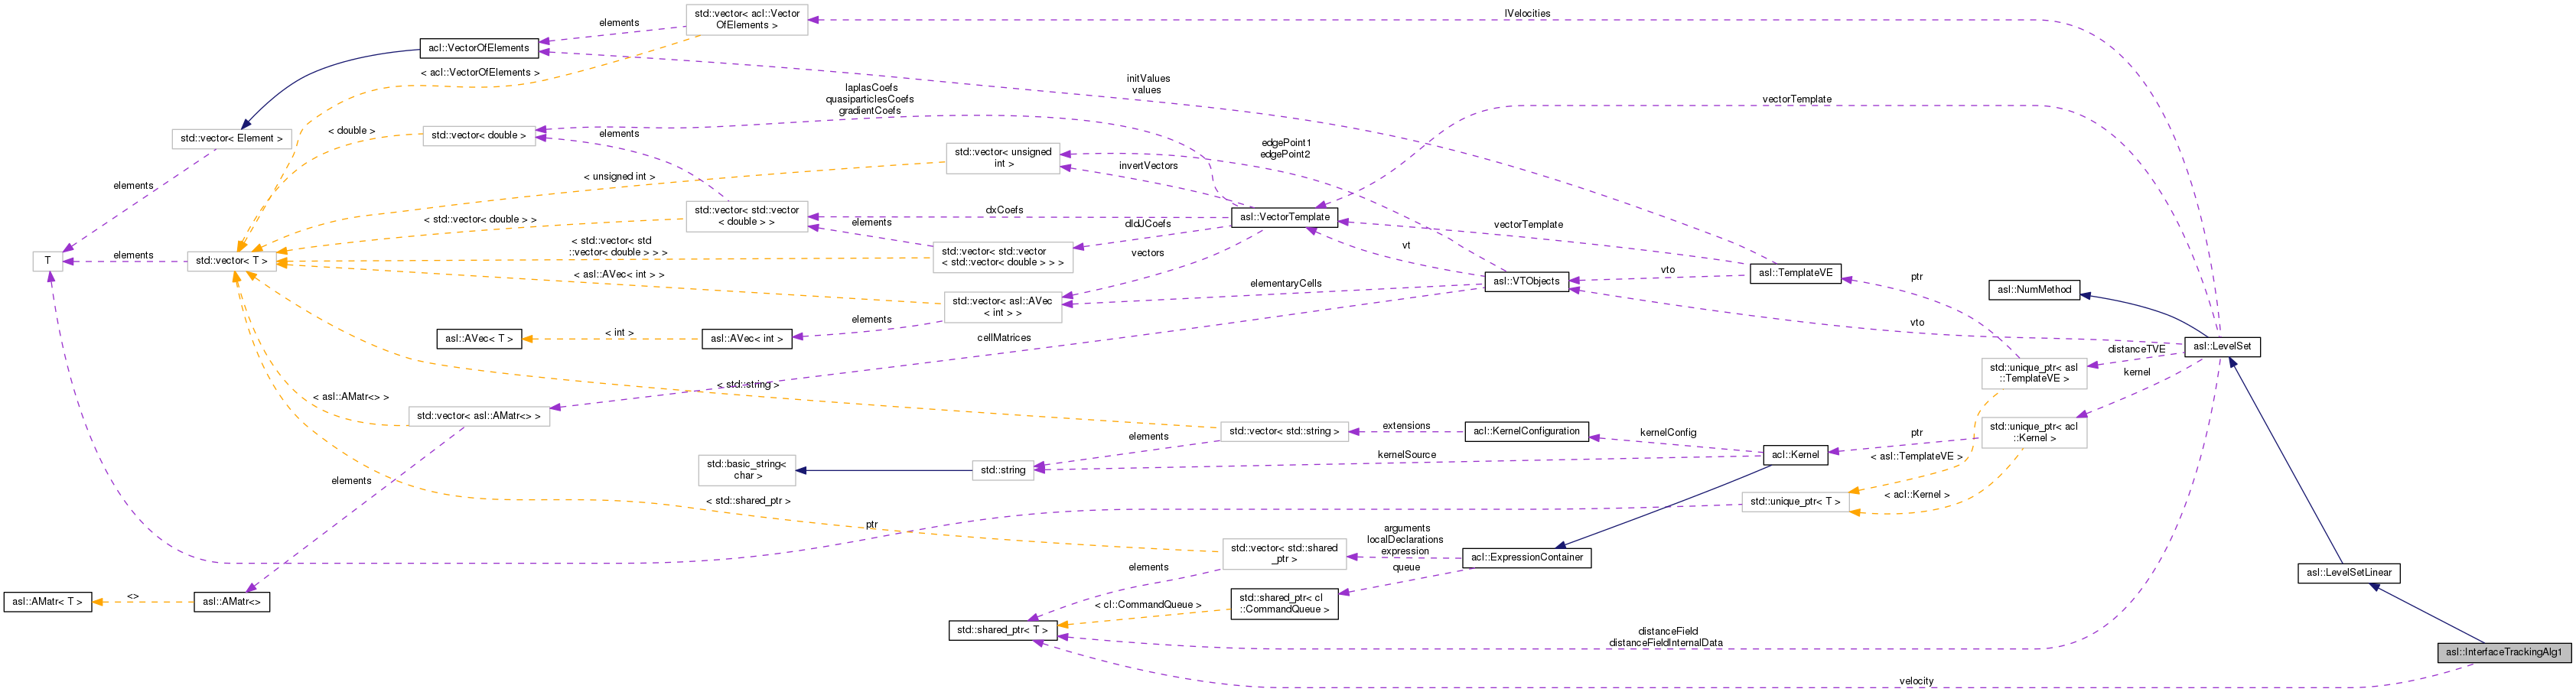 std::vector< acl::Vector
OfElements >
elements
lVelocities
acl::VectorOfElements
< acl::VectorOfElements >
initValues
values
laplasCoefs
quasiparticlesCoefs
gradientCoefs
vectorTemplate
std::vector< Element >
< double >
std::vector< double >
elements
edgePoint1
edgePoint2
std::vector< unsigned
int >
invertVectors
elements
< unsigned int >
std::vector< std::vector
< double > >
dxCoefs
asl::VectorTemplate
< std::vector< double > >
elements
dldJCoefs
vectorTemplate
T
elements
std::vector< T >
< std::vector< std
::vector< double > > >
std::vector< std::vector
< std::vector< double > > >
vectors
vt
asl::VTObjects
vto
asl::TemplateVE
ptr
< asl::AVec< int > >
std::vector< asl::AVec
< int > >
elementaryCells
asl::NumMethod
asl::AVec< T >
< int >
asl::AVec< int >
elements
cellMatrices
vto
asl::LevelSet
distanceTVE
std::unique_ptr< asl
::TemplateVE >
kernel
< std::string >
< asl::AMatr<> >
std::vector< asl::AMatr<> >
std::vector< std::string >
extensions
acl::KernelConfiguration
kernelConfig
ptr
std::unique_ptr< acl
::Kernel >
elements
std::basic_string<
char >
std::string
kernelSource
acl::Kernel
< asl::TemplateVE >
elements
< std::shared_ptr >
std::unique_ptr< T >
< acl::Kernel >
ptr
arguments
localDeclarations
expression
std::vector< std::shared
_ptr >
acl::ExpressionContainer
elements
queue
asl::LevelSetLinear
asl::AMatr< T >
<>
asl::AMatr<>
< cl::CommandQueue >
std::shared_ptr< cl
::CommandQueue >
std::shared_ptr< T >
distanceField
distanceFieldInternalData
asl::InterfaceTrackingAlg1
velocity